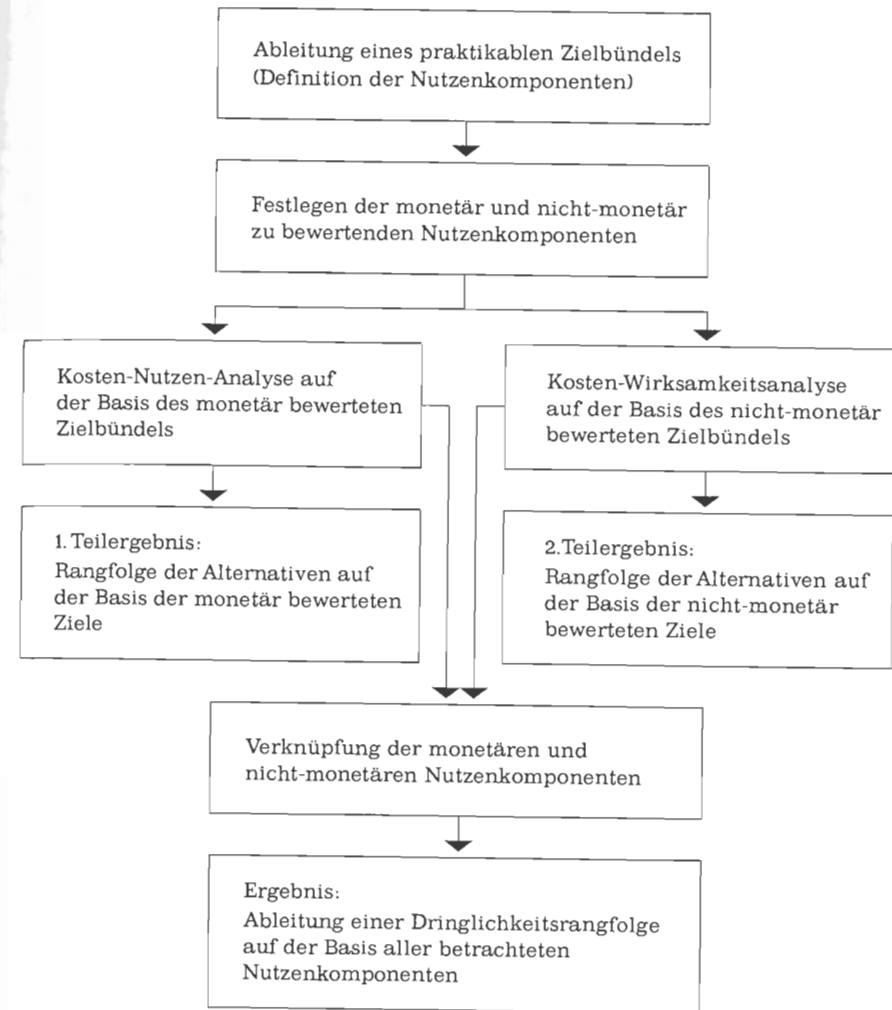 Ableitung eines praktikablen Zielbündels
(Definition der Nutzenkomponenten)
Festlegen der monetär und nicht-monetär
zu bewertenden Nutzenkomponenten
Kosten-Nutzen-Analyse auf
der Basis des monetär bewerteten
Zielbündels
Kosten-Wirksamkeitsanalyse
auf der Basis des nicht-monetär
bewerteten Zielbündels
1. Teilergebnis:
Rangfolge der Alternativen auf
der Basis der monetär bewerteten
Ziele
2.Teilergebnis:
Rangfolge der Alternativen auf
der Basis der nicht-monetär
bewerteten Ziele
Verknüpfung der monetären und
nicht-monetären Nutzenkomponenten
Ergebnis:
Ableitung einer Dringlichkeitsrangfolge
auf der Basis aller betrachteten
Nutzenkomponenten